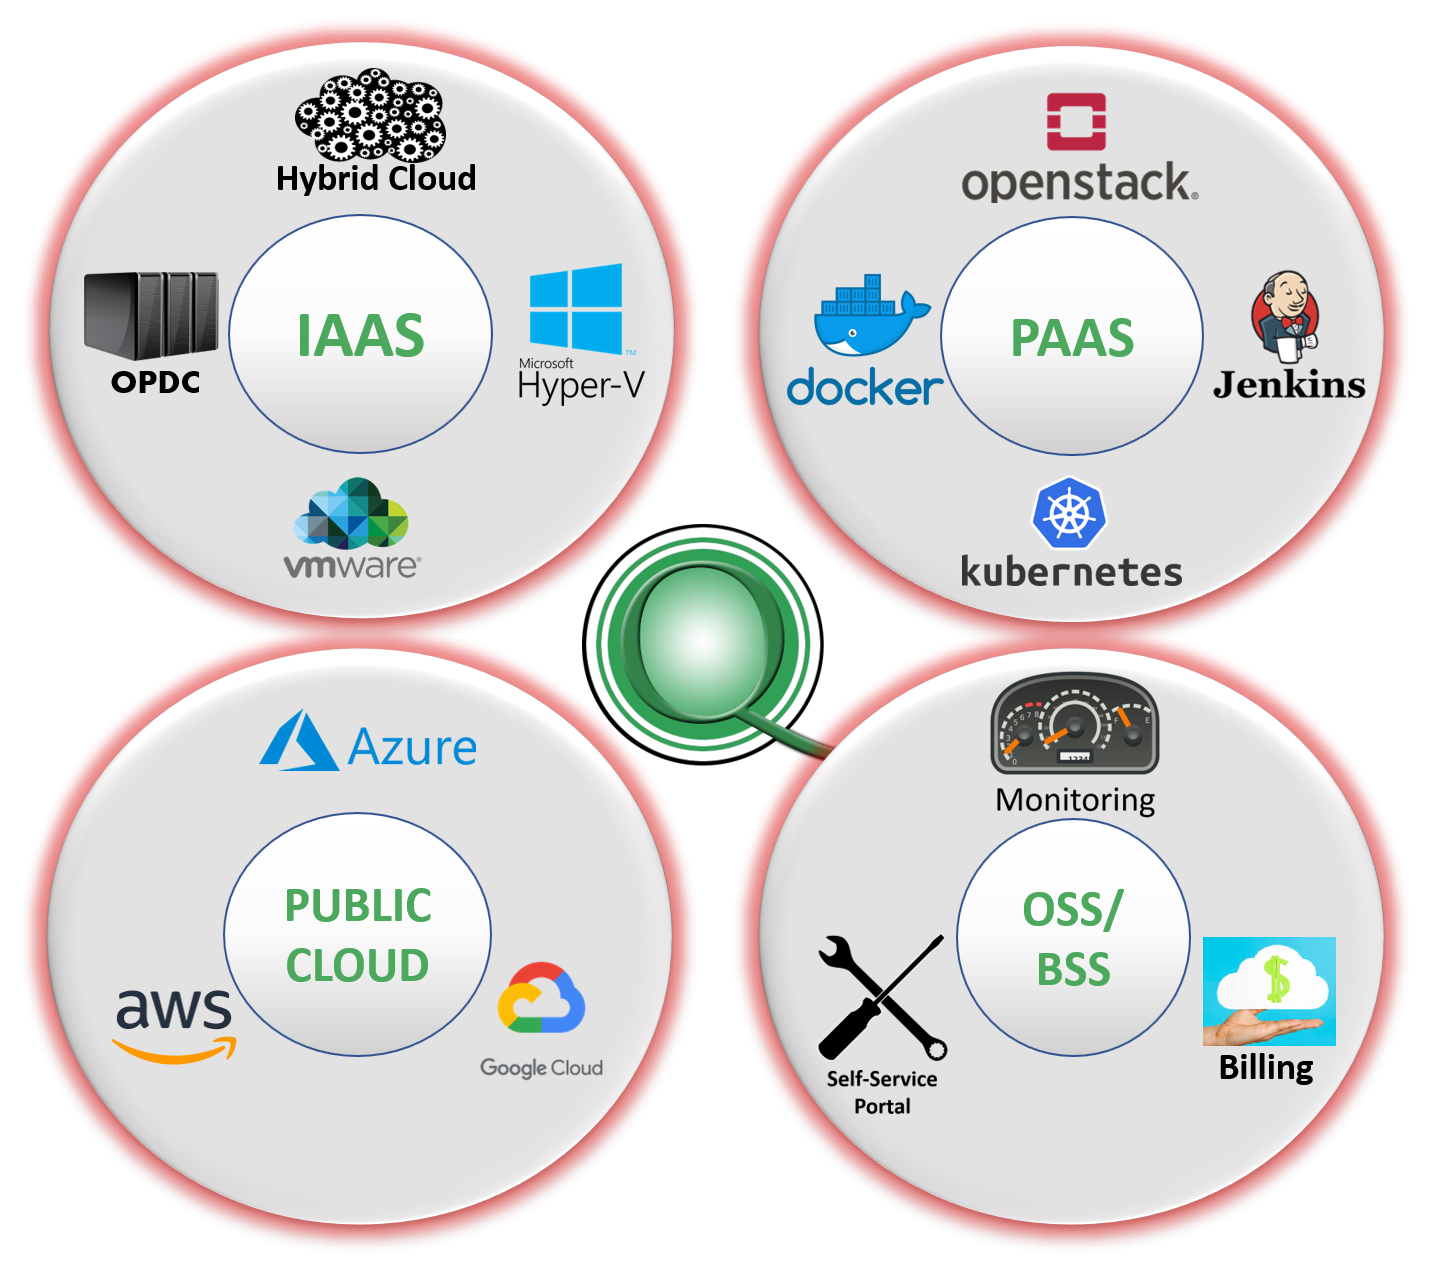 Hybrid Cloud
IAAS
OPDC
Microsoft
Hyper-V
TM
vmware®
openstack®
docker
PAAS
Jenkins
kubernetes
Azure
PUBLIC
CLOUD
aws
Google Cloud
Monitoring
OSS/
BSS
Self-Service
Portal
$
Billing